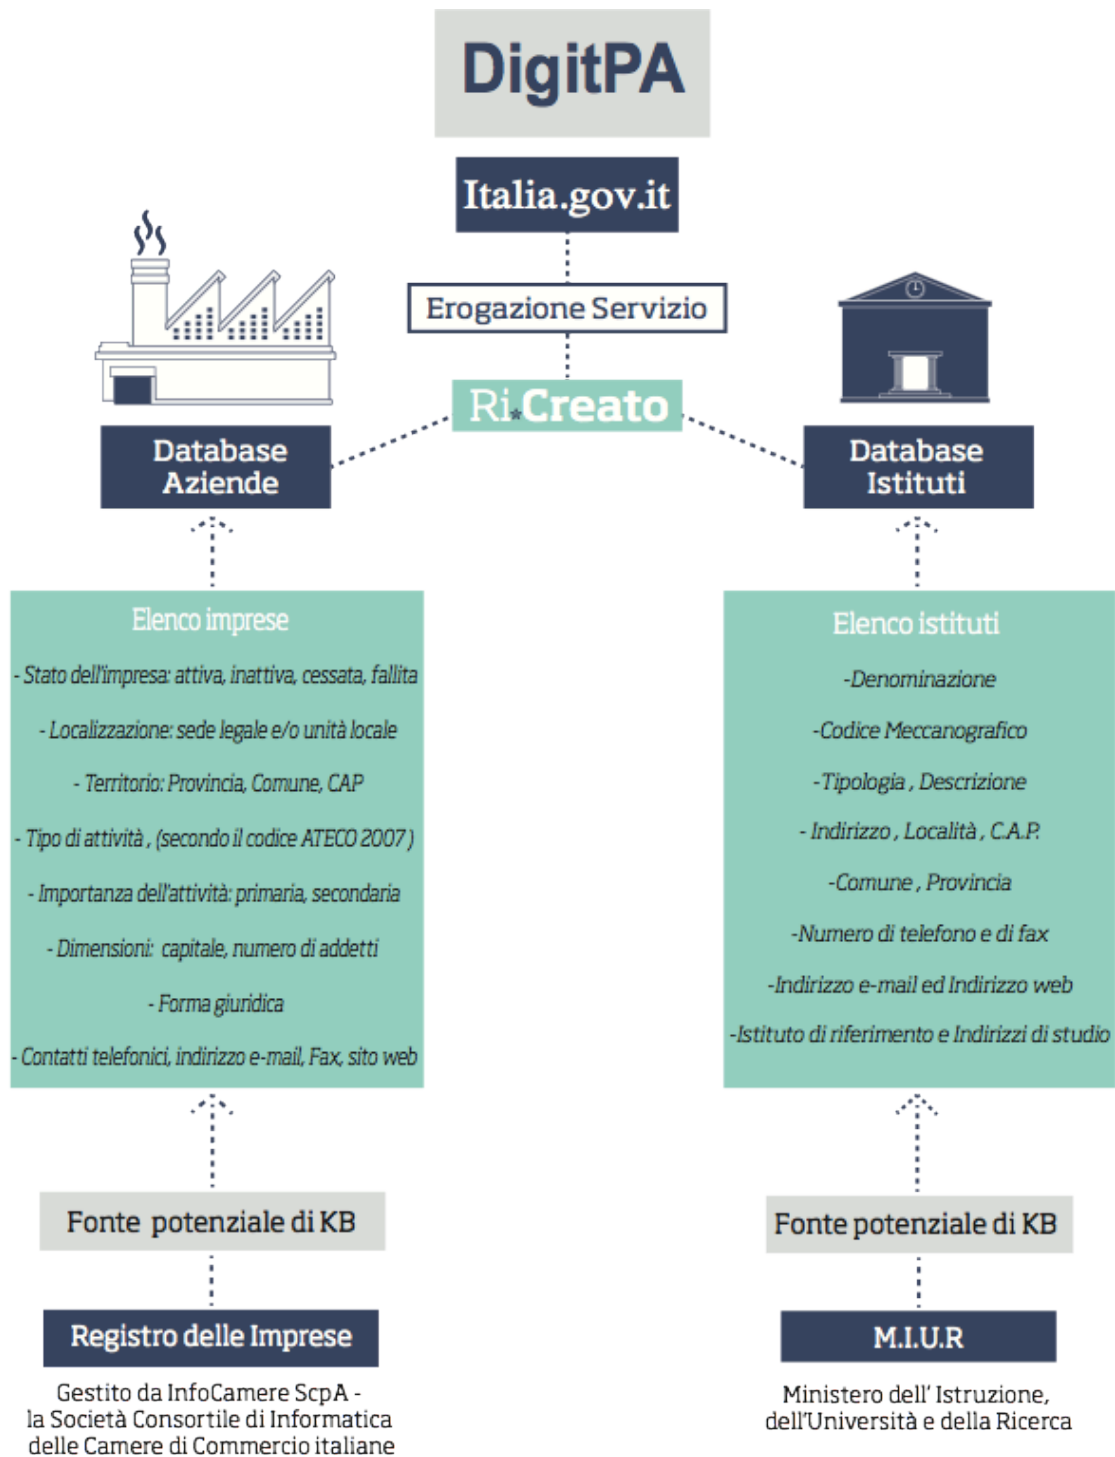 DigitPA
Italia.gov.it
Erogazione Servizio
Ri.Creato
Database
Aziende
Database
Istituti
Elenco imprese
- Stato dell'impresa: attiva, inattiva, cessata, fallita
- Localizzazione: sede legale e/o unità locale
- Territorio: Provincia, Comune, CAP
- Tipo di attività , (secondo il codice ATECO 2007 )
- Importanza dell'attività: primaria, secondaria
- Dimensioni: capitale, numero di addetti
- Forma giuridica
- Contatti telefonici, indirizzo e-mail, Fax, sito web
Elenco istituti
-Denominazione
-Codice Meccanografico
-Tipologia , Descrizione
- Indirizzo , Località , C.A.P.
-Comune , Provincia
-Numero di telefono e di fax
-Indirizzo e-mail ed Indirizzo web
-Istituto di riferimento e Indirizzi di studio
Fonte potenziale di KB
Registro delle Imprese
Gestito da InfoCamere ScpA -
la Società Consortile di Informatica
delle Camere di Commercio italiane
Fonte potenziale di KB
M.I.U.R
Ministero dell' Istruzione,
dell'Università e della Ricerca